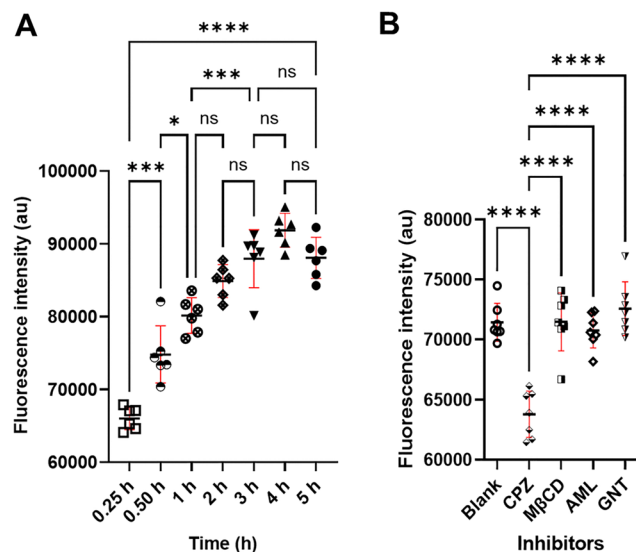 A
****
*** ns
* ns ns
*** ns ns
Fluorescence intensity (au)
100000
90000
80000
70000
60000
0.25 h 0.50 h 1 h 2 h 3 h 4 h 5 h
Time (h)
B
****
****
****
****
Fluorescence intensity (au)
80000
75000
70000
65000
60000
Blank CPZ MβCD AML GNT
Inhibitors